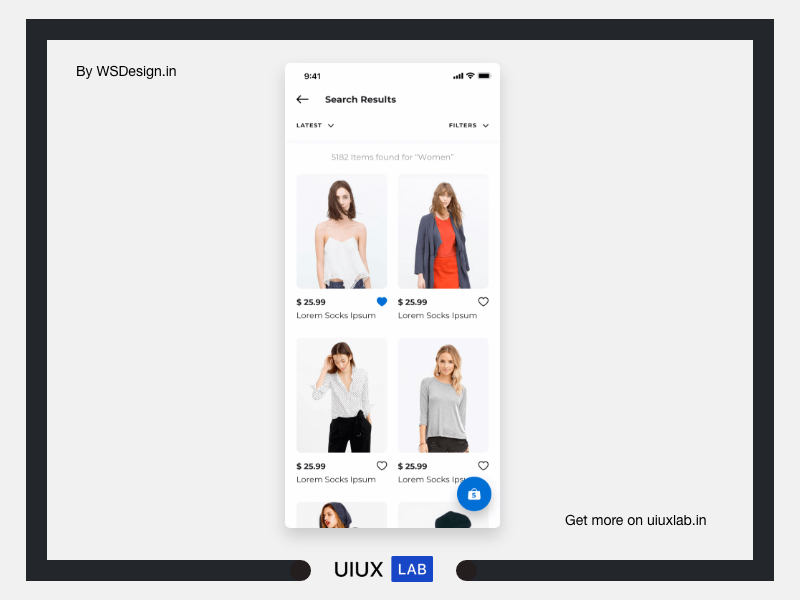 By WSDesign.in
9:41
Search Results
LATEST
FILTERS
5182 Items found for "Women"
$ 25.99
$ 25.99
Lorem Socks Ipsum
Lorem Socks Ipsum
$ 25.99
$ 25.99
Lorem Socks Ipsum
Lorem Socks
$
Get more on uiuxlab.in
UIUX LAB